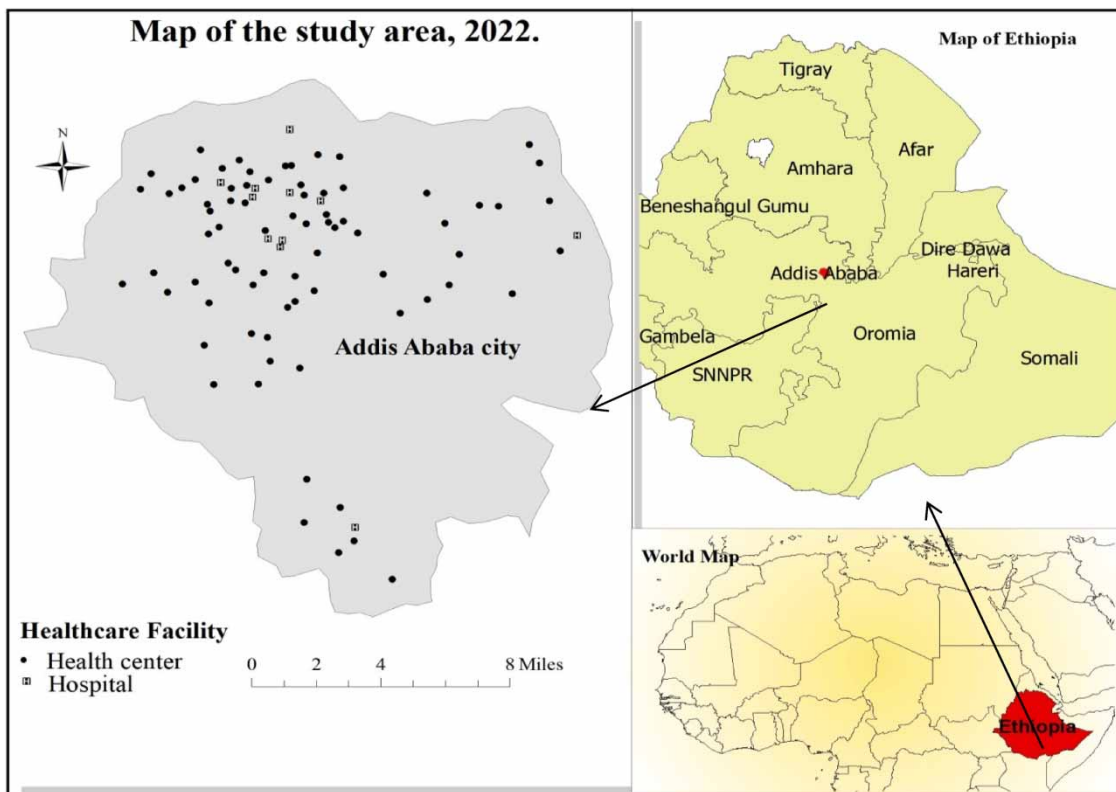 Map of the study area, 2022.
N
Addis Ababa city
Healthcare Facility
Health center
H Hospital
0 2 4 8 Miles
Map of Ethiopia
Tigray
Afar
Amhara
Beneshangul Gumu
Dire Dawa
Hareri
Addis Ababa
Gambela
Oromia
Somali
SNNPR
World Map
Ethiopia